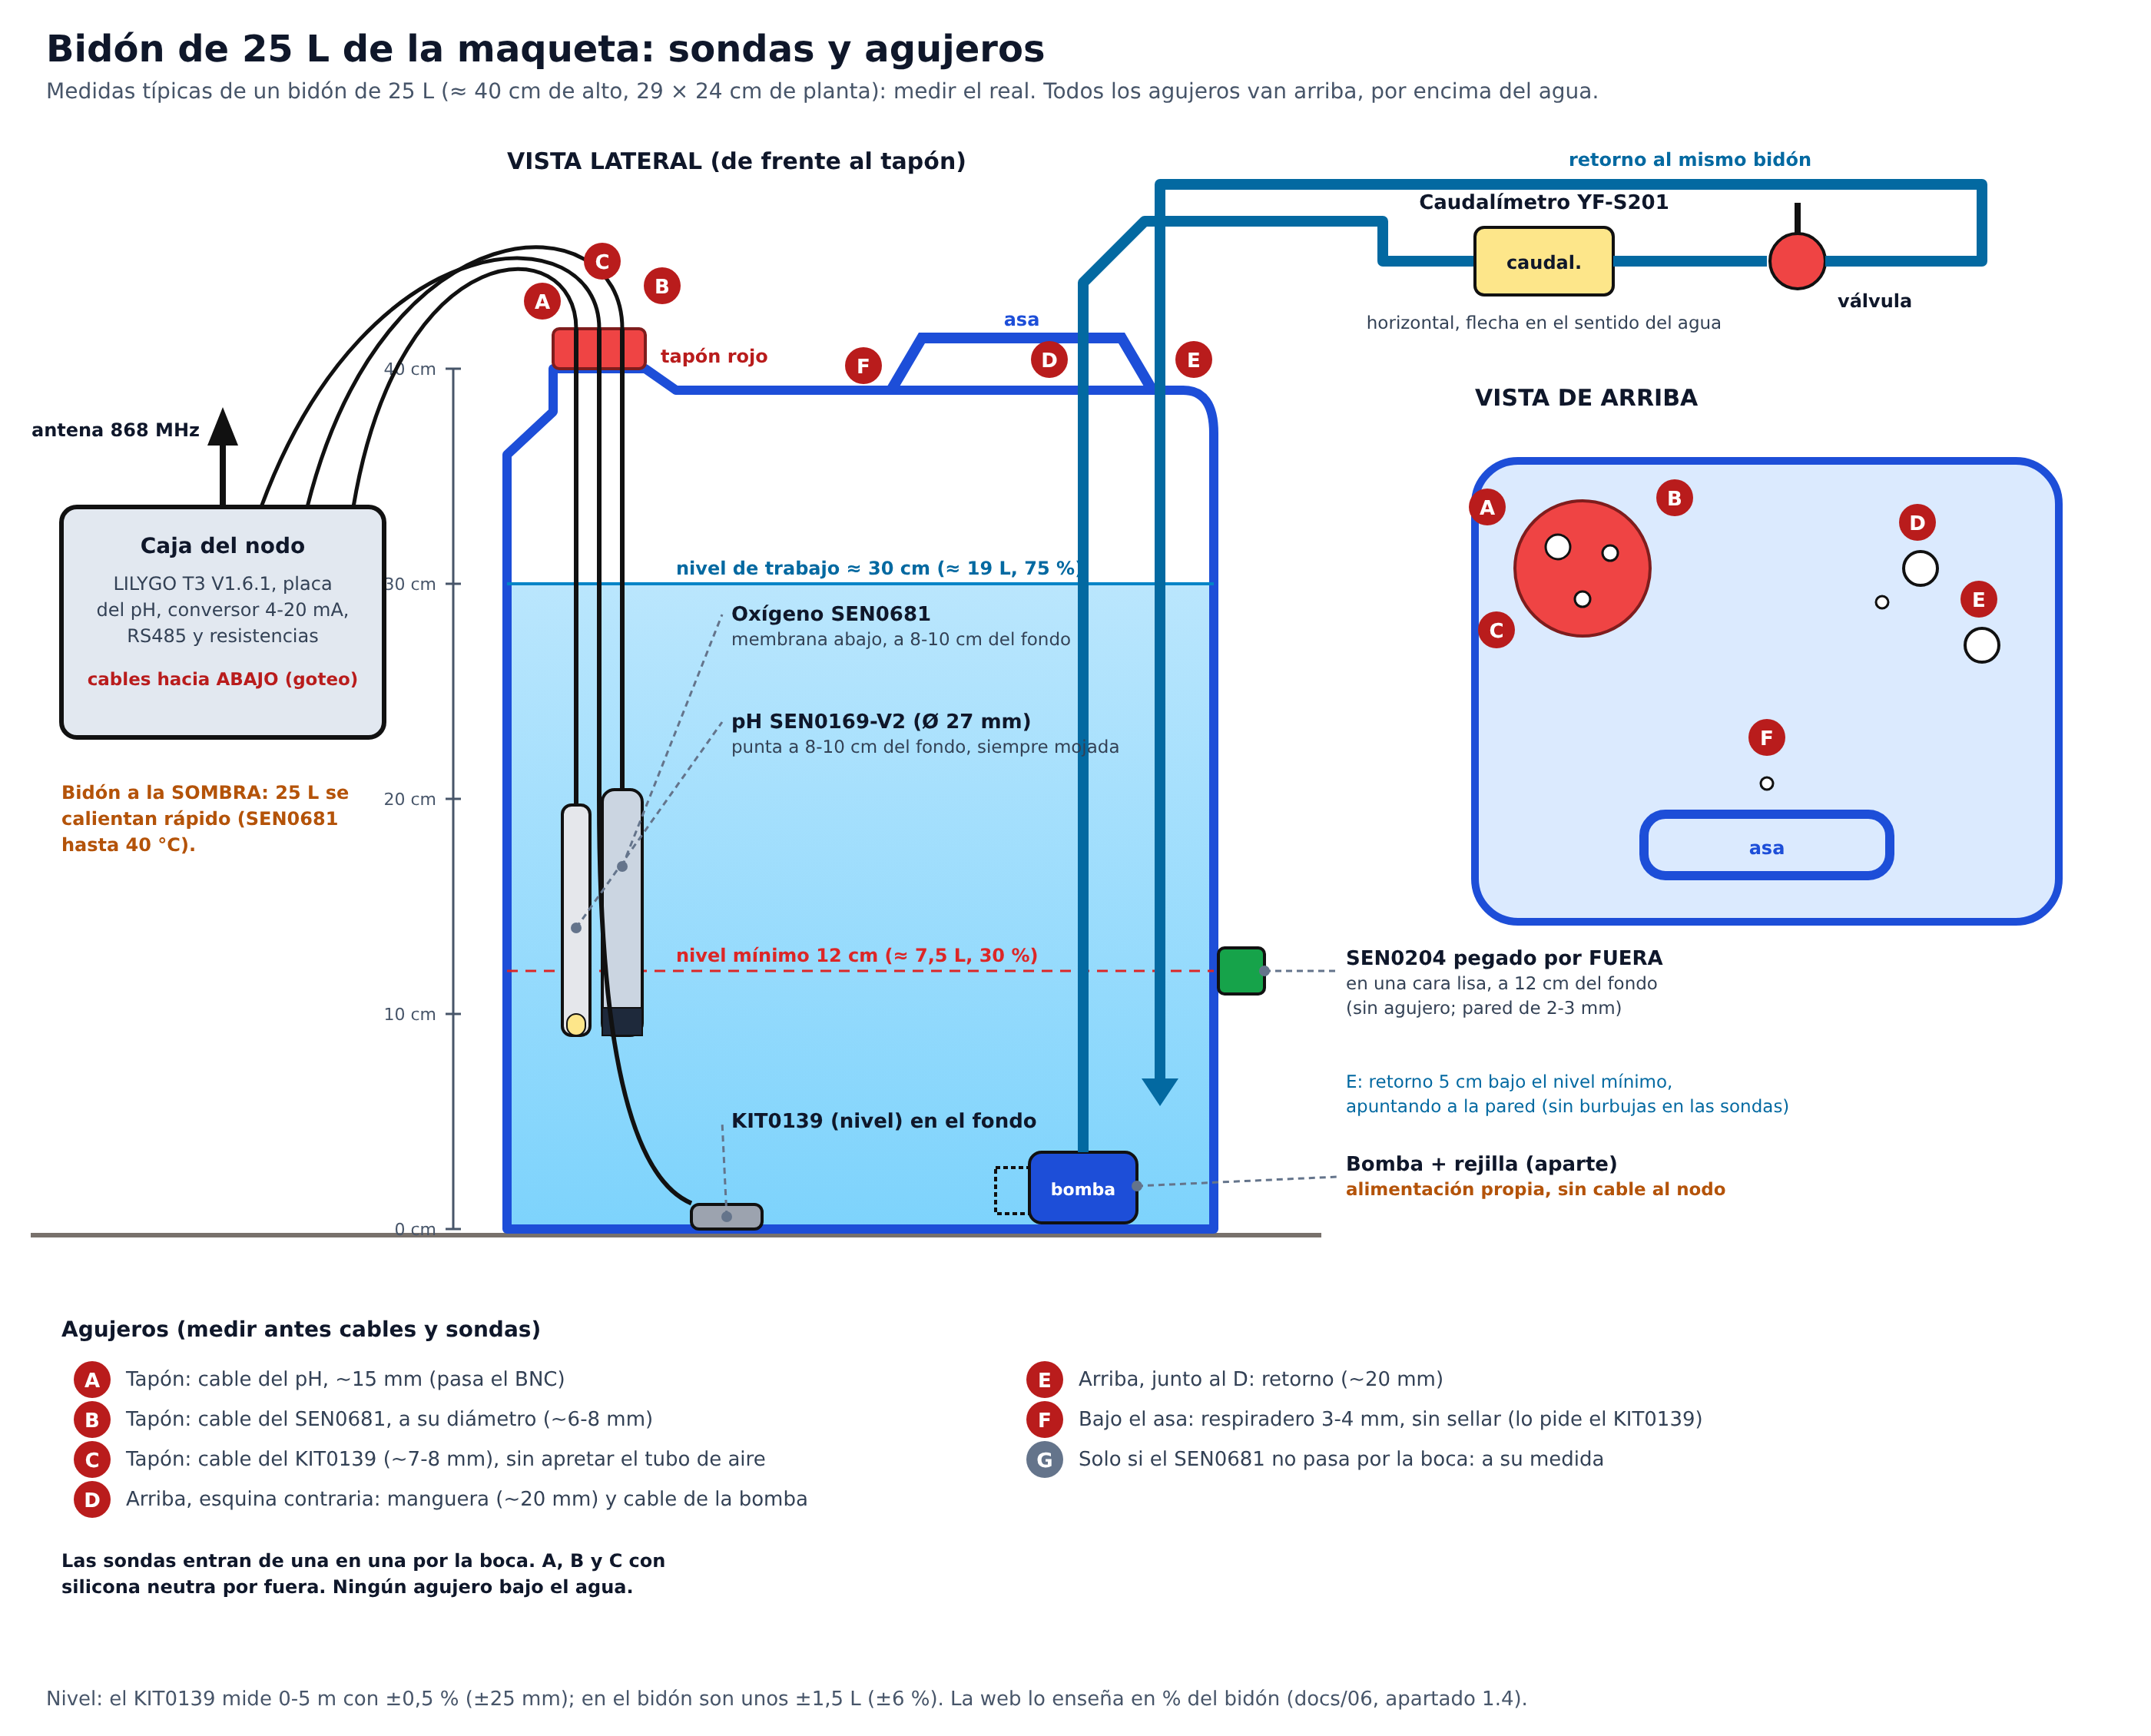 Bidón de 25 L de la maqueta: sondas y agujeros
Medidas típicas de un bidón de 25 L (≈ 40 cm de alto, 29 × 24 cm de planta): medir el real. Todos los agujeros van arriba, por encima del agua.
VISTA LATERAL (de frente al tapón)
retorno al mismo bidón
Caudalímetro YF-S201
caudal.
válvula
horizontal, flecha en el sentido del agua
C
B
A
asa
tapón rojo
F
D
E
40 cm
antena 868 MHz
VISTA DE ARRIBA
Caja del nodo
LILYGO T3 V1.6.1, placa
del pH, conversor 4-20 mA,
RS485 y resistencias
cables hacia ABAJO (goteo)
30 cm
nivel de trabajo ≈ 30 cm (≈ 19 L, 75 %)
Oxígeno SEN0681
membrana abajo, a 8-10 cm del fondo
pH SEN0169-V2 (Ø 27 mm)
punta a 8-10 cm del fondo, siempre mojada
A
B
D
E
C
F
asa
Bidón a la SOMBRA: 25 L se
calientan rápido (SEN0681
hasta 40 °C).
20 cm
nivel mínimo 12 cm (≈ 7,5 L, 30 %)
SEN0204 pegado por FUERA
en una cara lisa, a 12 cm del fondo
(sin agujero; pared de 2-3 mm)
10 cm
E: retorno 5 cm bajo el nivel mínimo,
apuntando a la pared (sin burbujas en las sondas)
KIT0139 (nivel) en el fondo
bomba
Bomba + rejilla (aparte)
alimentación propia, sin cable al nodo
0 cm
Agujeros (medir antes cables y sondas)
A Tapón: cable del pH, ~15 mm (pasa el BNC)
B Tapón: cable del SEN0681, a su diámetro (~6-8 mm)
C Tapón: cable del KIT0139 (~7-8 mm), sin apretar el tubo de aire
D Arriba, esquina contraria: manguera (~20 mm) y cable de la bomba
E Arriba, junto al D: retorno (~20 mm)
F Bajo el asa: respiradero 3-4 mm, sin sellar (lo pide el KIT0139)
G Solo si el SEN0681 no pasa por la boca: a su medida
Las sondas entran de una en una por la boca. A, B y C con
silicona neutra por fuera. Ningún agujero bajo el agua.
Nivel: el KIT0139 mide 0-5 m con ±0,5 % (±25 mm); en el bidón son unos ±1,5 L (±6 %). La web lo enseña en % del bidón (docs/06, apartado 1.4).